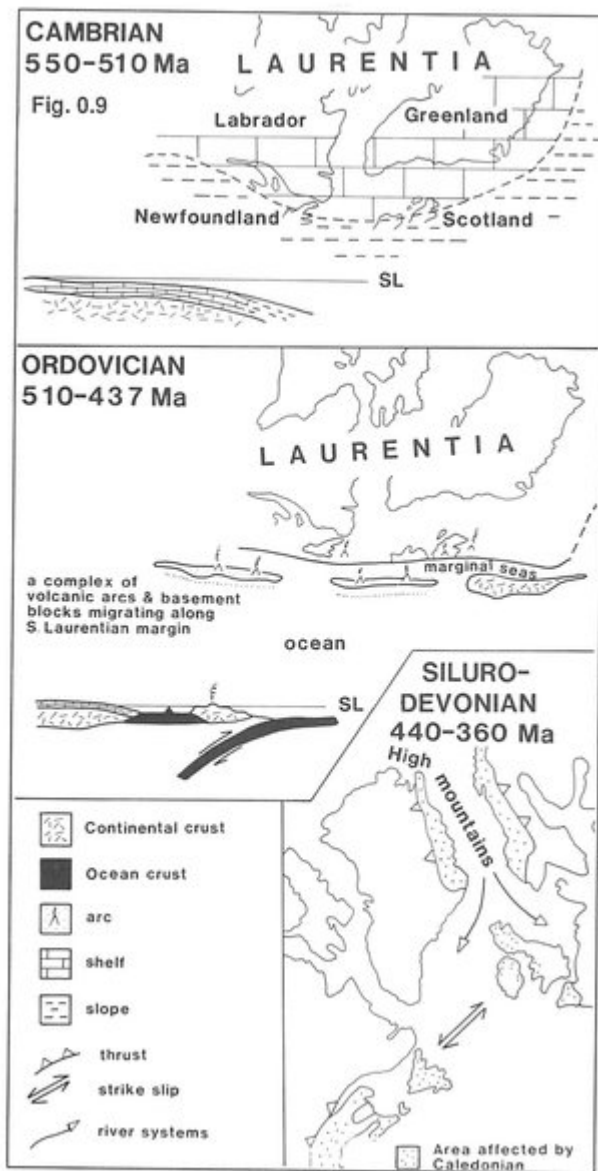 CAMBRIAN
550-510 Ma
Fig. 0.9
LAURENTIA
Labrador
Greenland
Newfoundland
Scotland
SL
ORDOVICIAN
510-437 Ma
LAURENTIA
marginal seas
a complex of
volcanic arcs & basement
blocks migrating along
S. Laurentian margin
ocean
SL
SILURO-
DEVONIAN
440-360 Ma
High
mountains
Continental crust
Ocean crust
arc
shelf
slope
thrust
strike slip
river systems
Area affected by
Caledonian